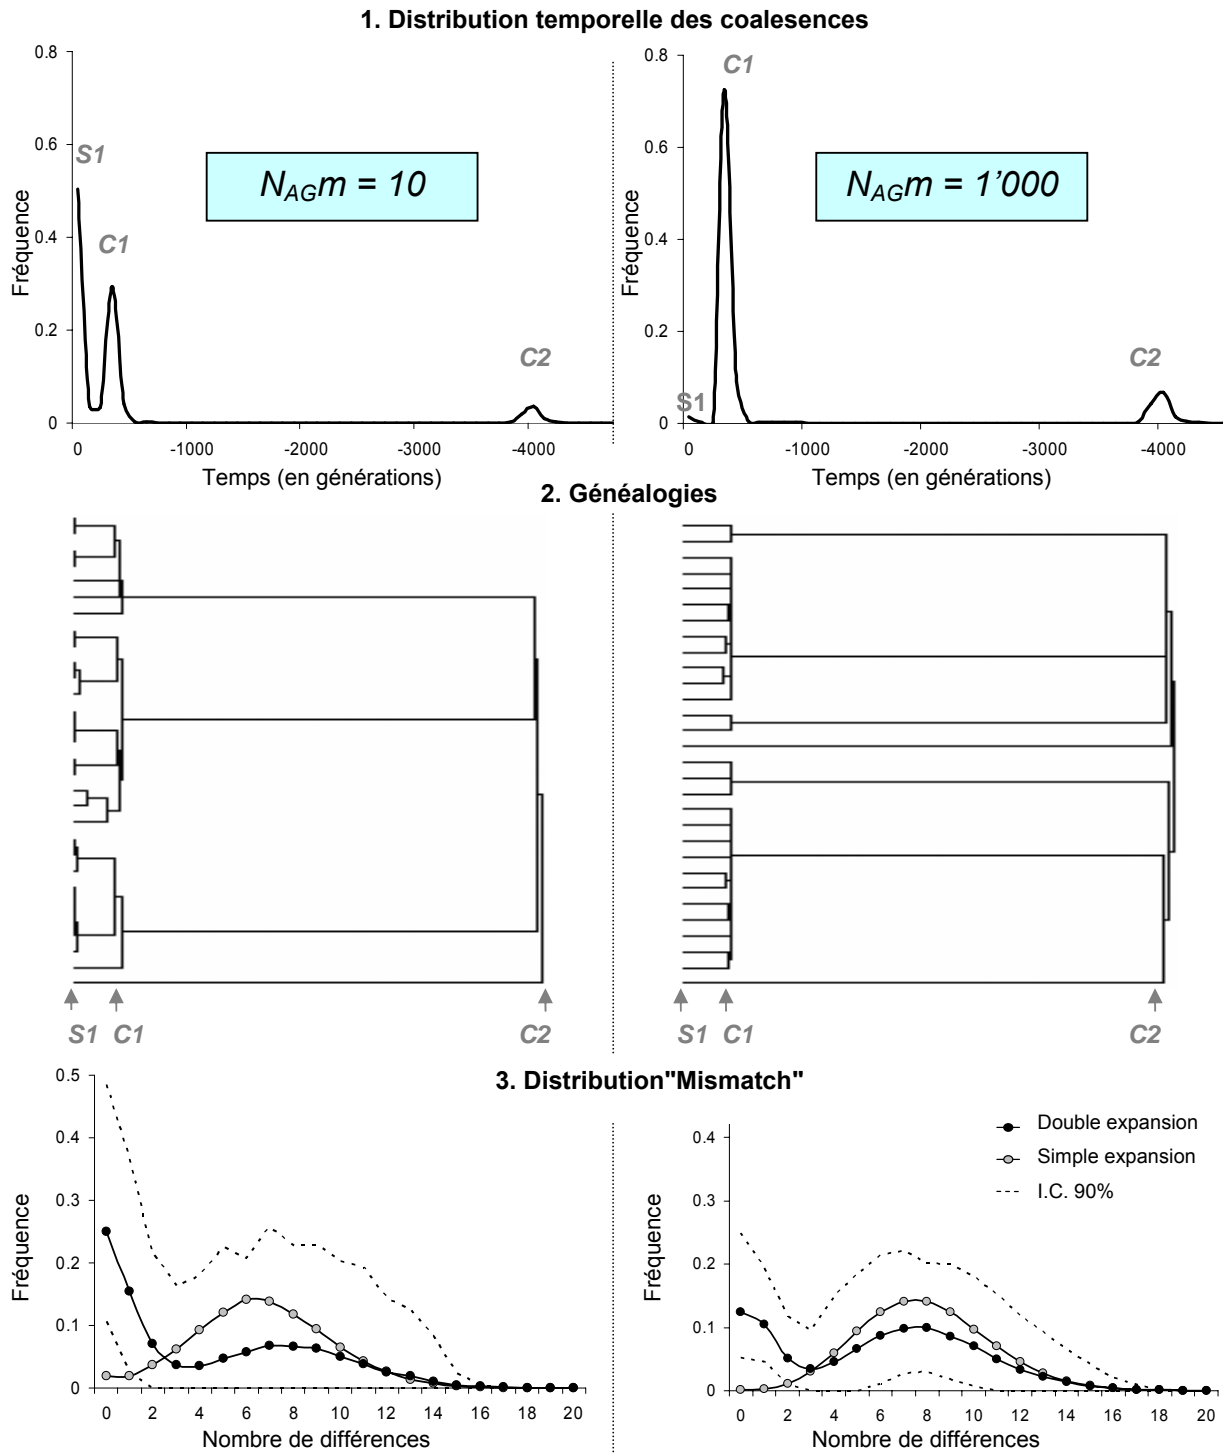 1. Distribution temporelle des coalesences
0.8
0.6
0.4
0.2
0
Fréquence
S1
C1
C2
N_AGm = 10
0 -1000 -2000 -3000 -4000
Temps (en générations)
0.8
0.6
0.4
0.2
0
Fréquence
C1
S1
C2
N_AGm = 1’000
0 -1000 -2000 -3000 -4000
Temps (en générations)
2. Généalogies
S1 C1 C2
S1 C1 C2
3. Distribution"Mismatch"
0.5
0.4
0.3
0.2
0.1
0
Fréquence
0 2 4 6 8 10 12 14 16 18 20
Nombre de différences
0.4
0.3
0.2
0.1
0
Fréquence
Double expansion
Simple expansion
I.C. 90%
0 2 4 6 8 10 12 14 16 18 20
Nombre de différences